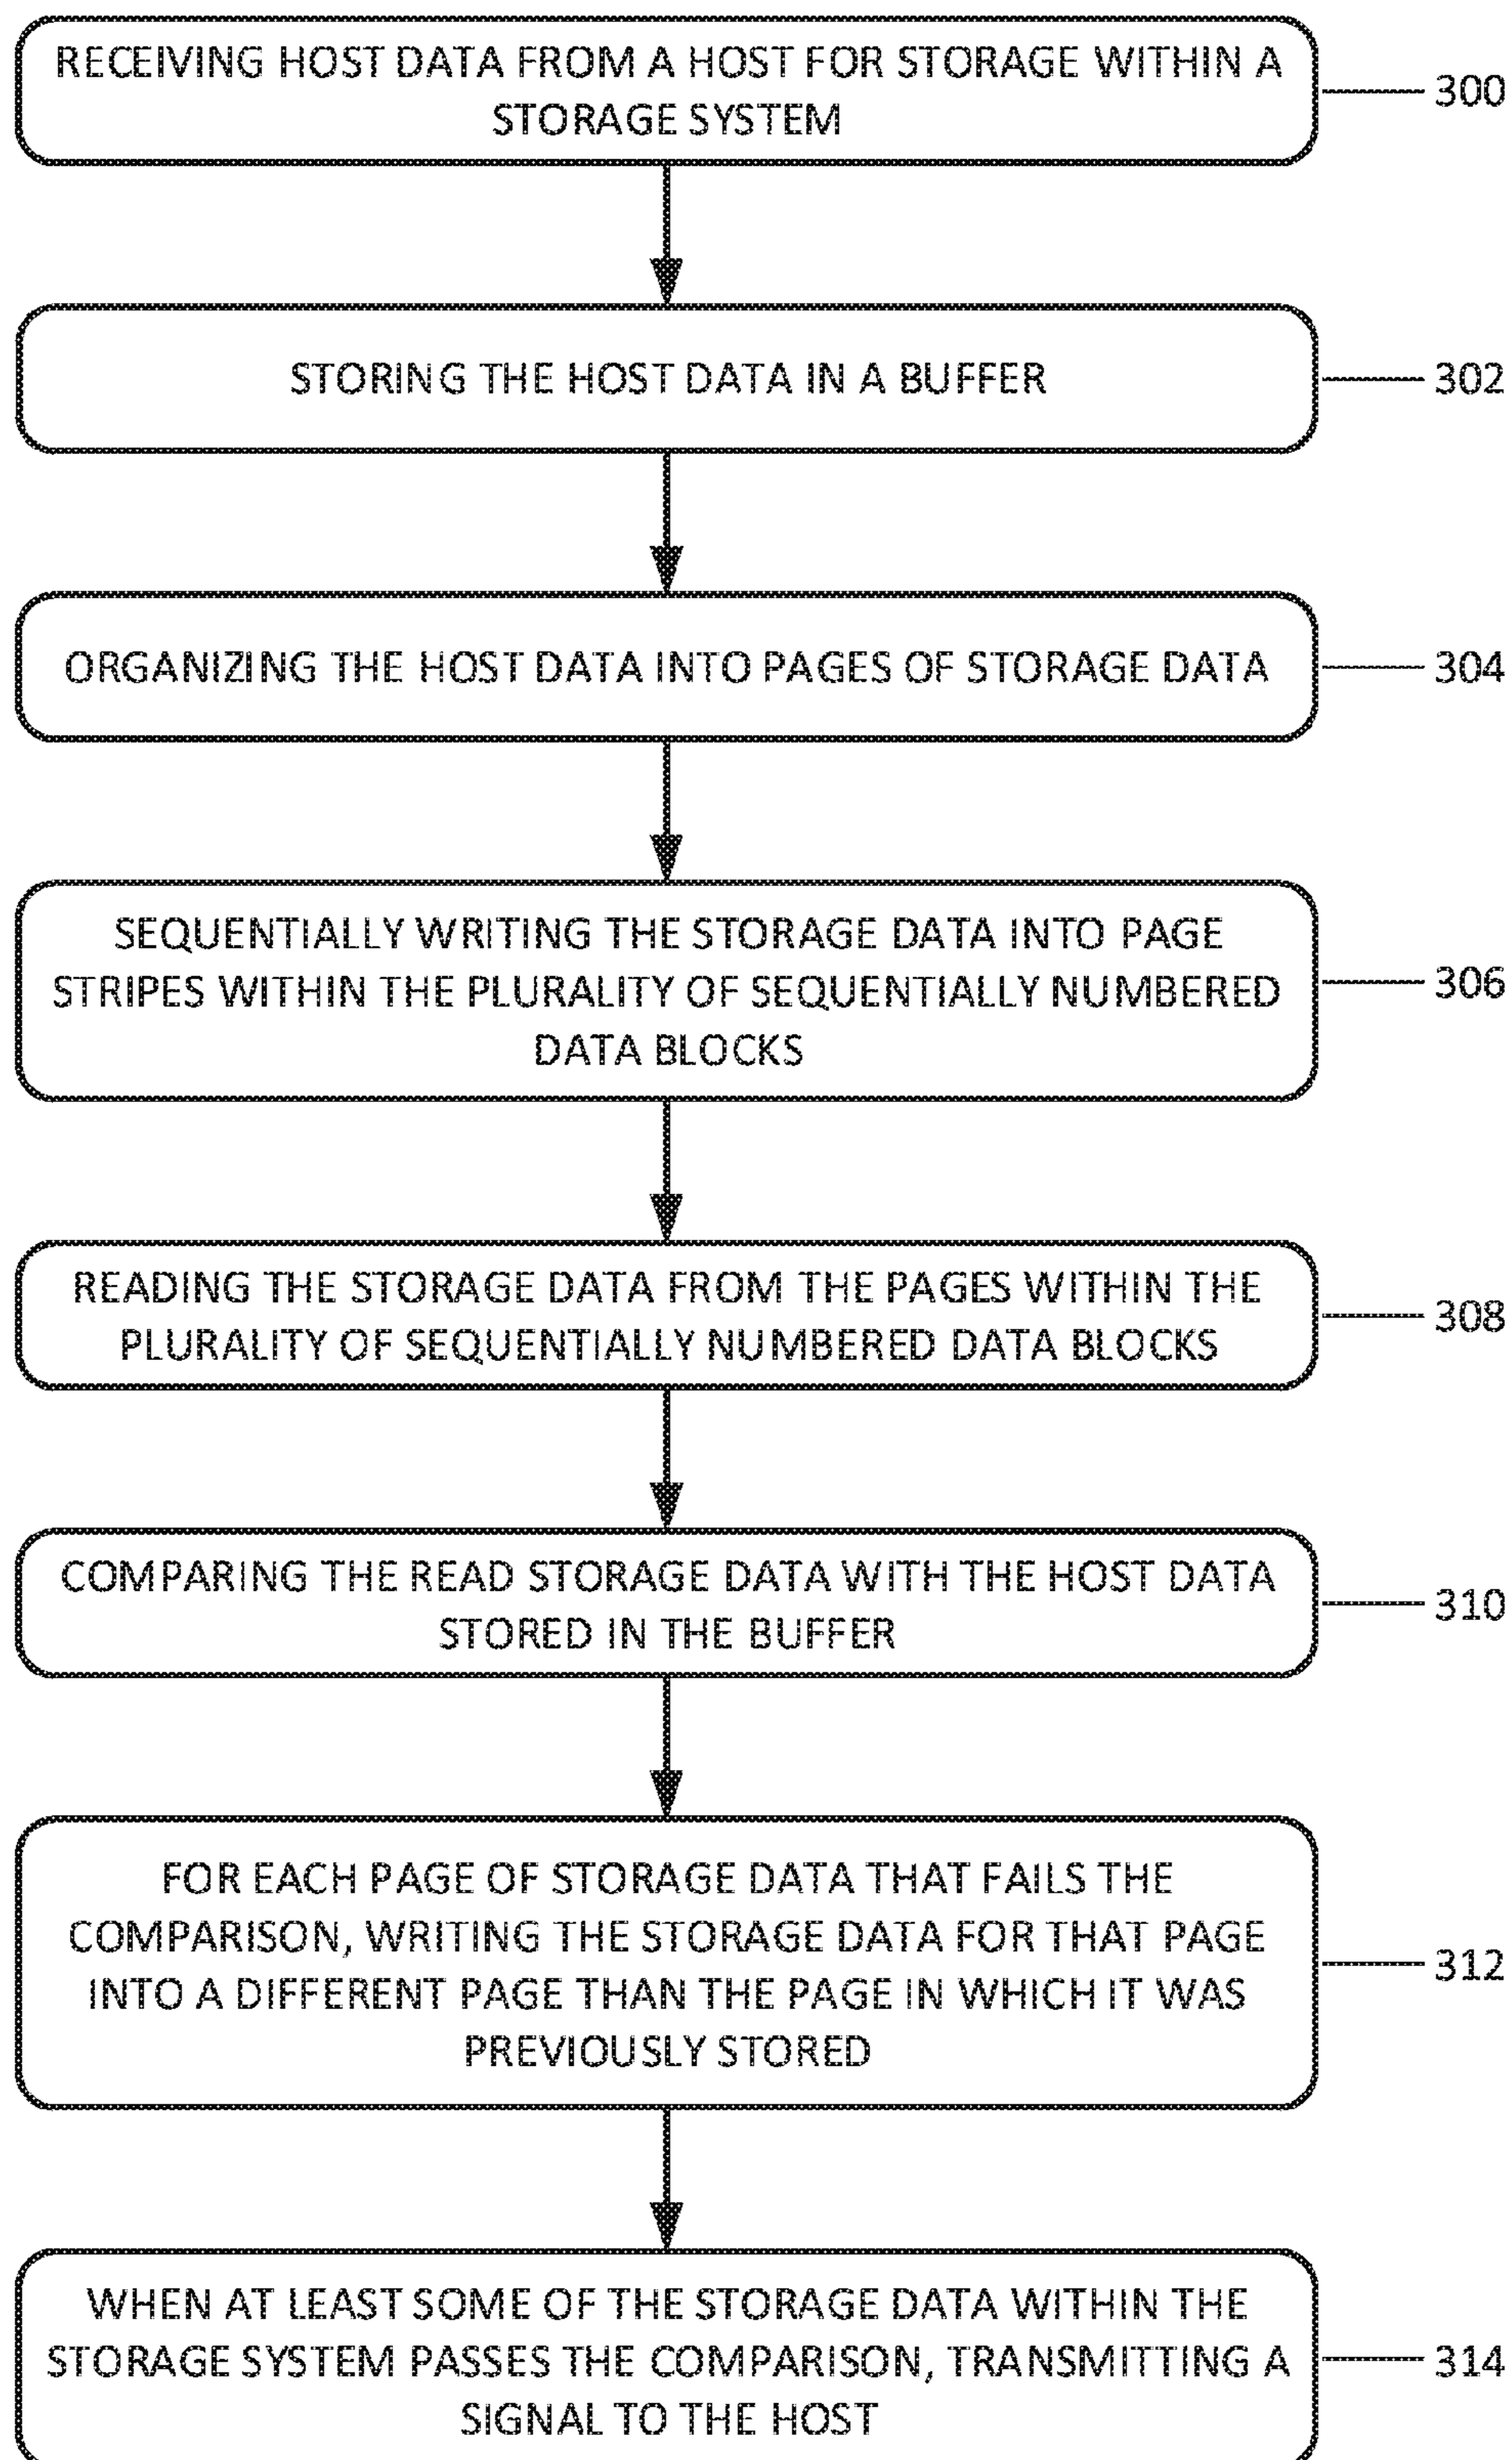 RECEIVING HOST DATA FROM A HOST FOR STORAGE WITHIN A
STORAGE SYSTEM
300
STORING THE HOST DATA IN A BUFFER
302
ORGANIZING THE HOST DATA INTO PAGES OF STORAGE DATA
304
SEQUENTIALLY WRITING THE STORAGE DATA INTO PAGE
STRIPES WITHIN THE PLURALITY OF SEQUENTIALLY NUMBERED
DATA BLOCKS
306
READING THE STORAGE DATA FROM THE PAGES WITHIN THE
PLURALITY OF SEQUENTIALLY NUMBERED DATA BLOCKS
308
COMPARING THE READ STORAGE DATA WITH THE HOST DATA
STORED IN THE BUFFER
310
FOR EACH PAGE OF STORAGE DATA THAT FAILS THE
COMPARISON, WRITING THE STORAGE DATA FOR THAT PAGE
INTO A DIFFERENT PAGE THAN THE PAGE IN WHICH IT WAS
PREVIOUSLY STORED
312
WHEN AT LEAST SOME OF THE STORAGE DATA WITHIN THE
STORAGE SYSTEM PASSES THE COMPARISON, TRANSMITTING A
SIGNAL TO THE HOST
314